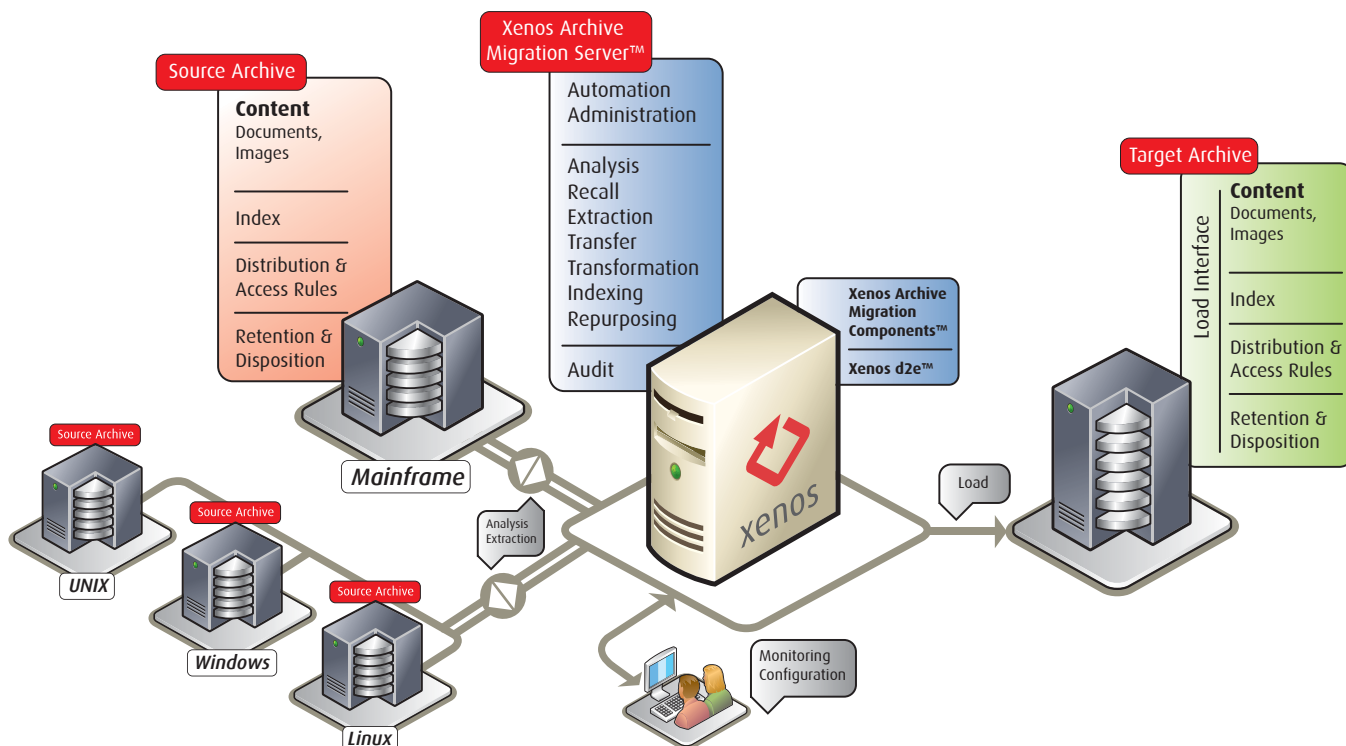 Source Archive
Content
Documents,
Images
Index
Distribution &
Access Rules
Retention &
Disposition
Mainframe
Xenos Archive
Migration Server™
Automation
Administration
Analysis
Recall
Extraction
Transfer
Transformation
Indexing
Repurposing
Audit
Xenos Archive
Migration
Components™
Xenos d2e™
xenos
Target Archive
Load Interface
Content
Documents,
Images
Index
Distribution &
Access Rules
Retention &
Disposition
Source Archive
UNIX
Source Archive
Windows
Source Archive
Linux
Analysis
Extraction
Load
Monitoring
Configuration